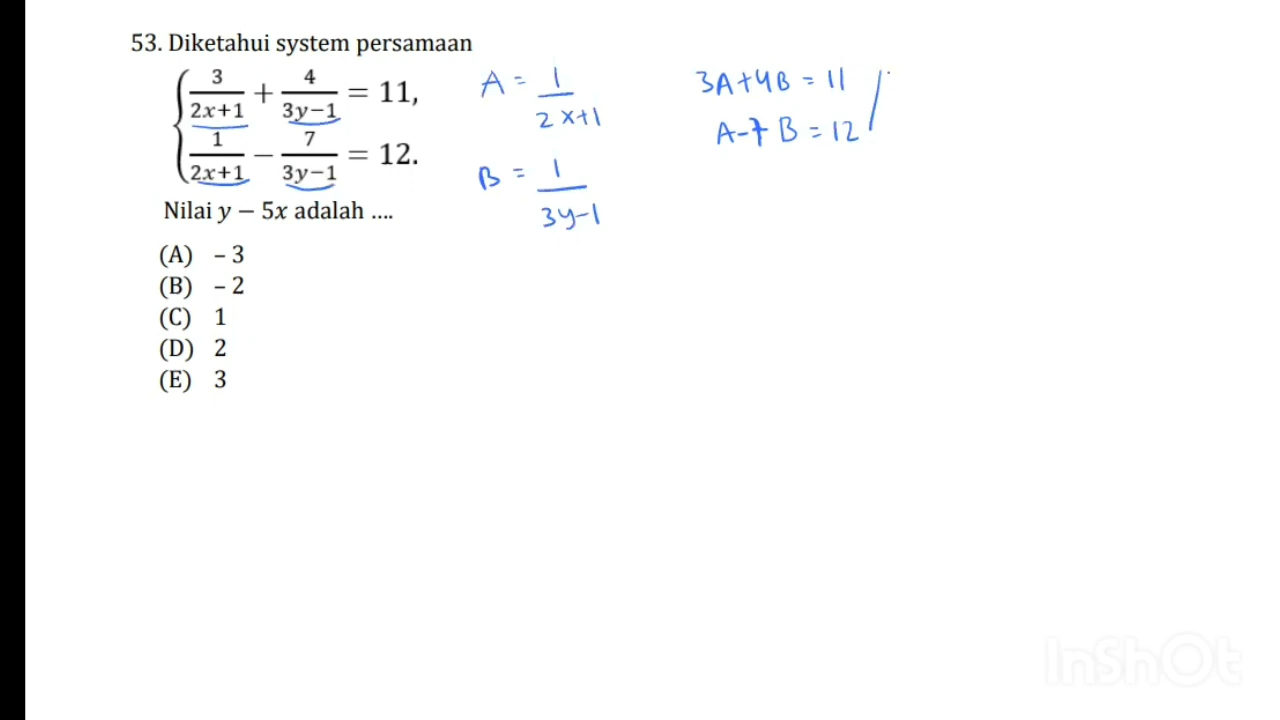 53. Diketahui system persamaan
3/(2x+1) + 4/(3y−1) = 11,
1/(2x+1) − 7/(3y−1) = 12.
Nilai y − 5x adalah ....
(A) – 3
(B) – 2
(C) 1
(D) 2
(E) 3
A = 1/(2x+1)
B = 1/(3y-1)
3A+4B = 11
A-7B = 12
InShOt